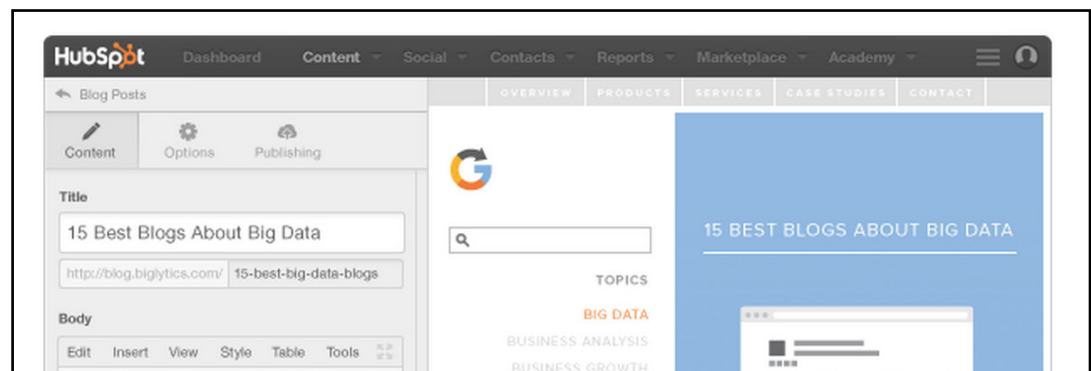 HubSpot Dashboard Content Social Contacts Reports Marketplace Academy
Blog Posts
OVERVIEW PRODUCTS SERVICES CASE STUDIES CONTACT
Content Options Publishing
Title
15 Best Blogs About Big Data
http://blog.biglytics.com/ 15-best-big-data-blogs
Body
Edit Insert View Style Table Tools
TOPICS
BIG DATA
BUSINESS ANALYSIS
BUSINESS GROWTH
15 BEST BLOGS ABOUT BIG DATA